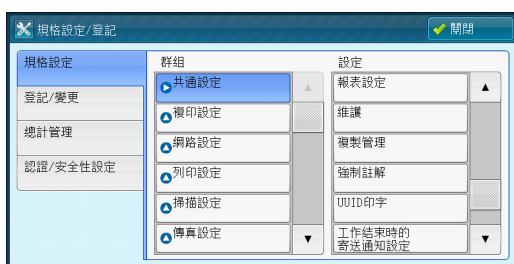 規格設定/登記
關閉
規格設定
登記/變更
總計管理
認證/安全性設定
群組
共通設定
複印設定
網路設定
列印設定
掃描設定
傳真設定
設定
報表設定
維護
複製管理
強制註解
UUID印字
工作結束時的
寄送通知設定